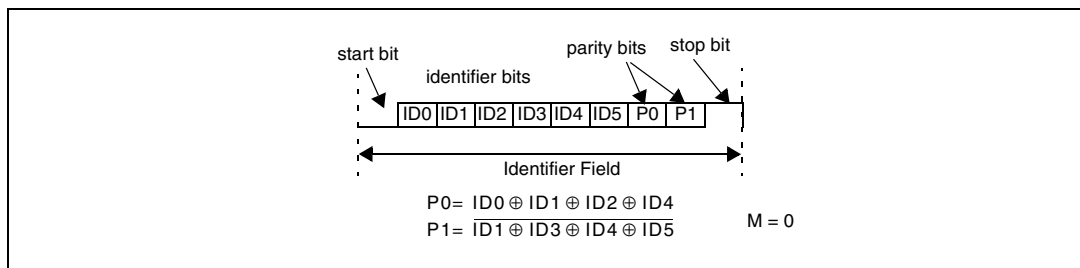 start bit
parity bits
stop bit
identifier bits
ID0 ID1 ID2 ID3 ID4 ID5 P0 P1
Identifier Field
P0= ID0 ⊕ ID1 ⊕ ID2 ⊕ ID4
P1= \overline{ID1 ⊕ ID3 ⊕ ID4 ⊕ ID5}
M = 0